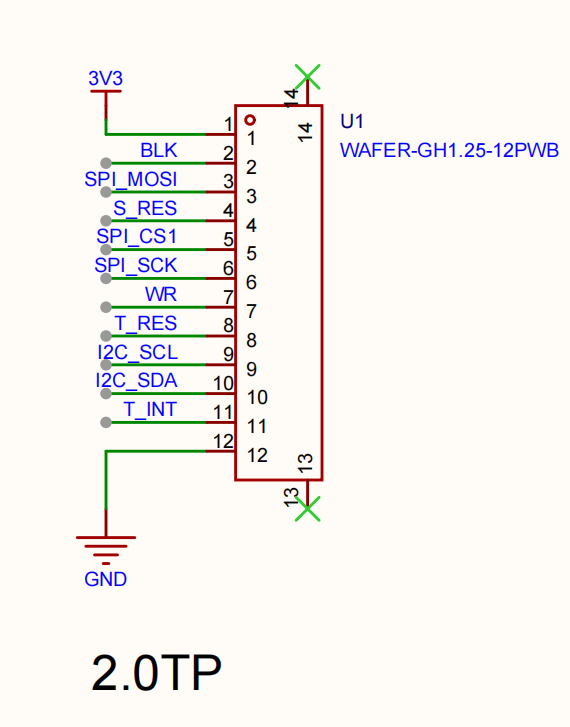 3V3
14
14
U1
WAFER-GH1.25-12PWB
1
1
BLK
2
2
SPI_MOSI
3
3
S_RES
4
4
SPI_CS1
5
5
SPI_SCK
6
6
WR
7
7
T_RES
8
8
I2C_SCL
9
9
I2C_SDA
10
10
T_INT
11
11
12
12
13
13
GND
2.0TP